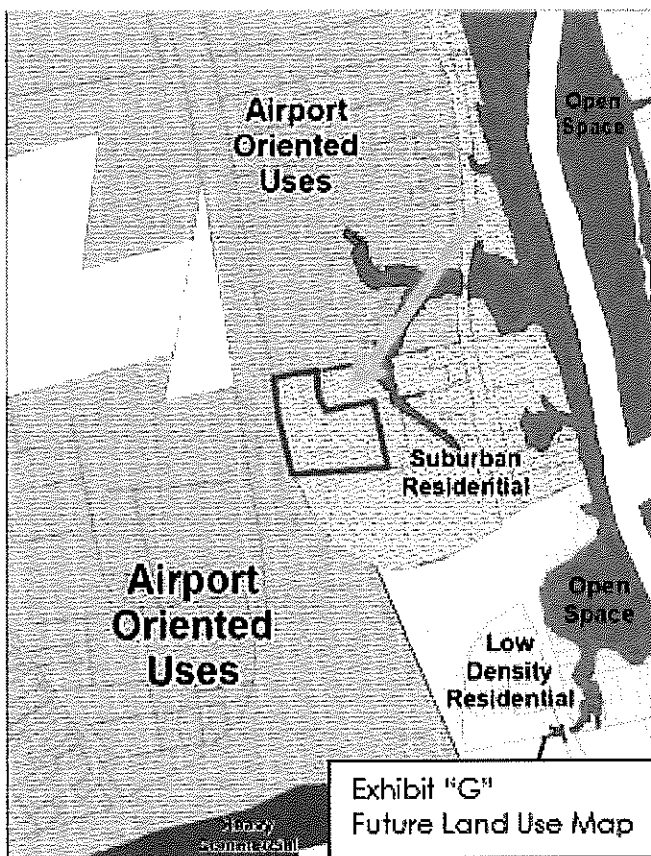 Airport
Oriented
Uses
Open
Space
Suburban
Residential
Airport
Oriented
Uses
Open
Space
Low
Density
Residential
Exhibit "G"
Future Land Use Map